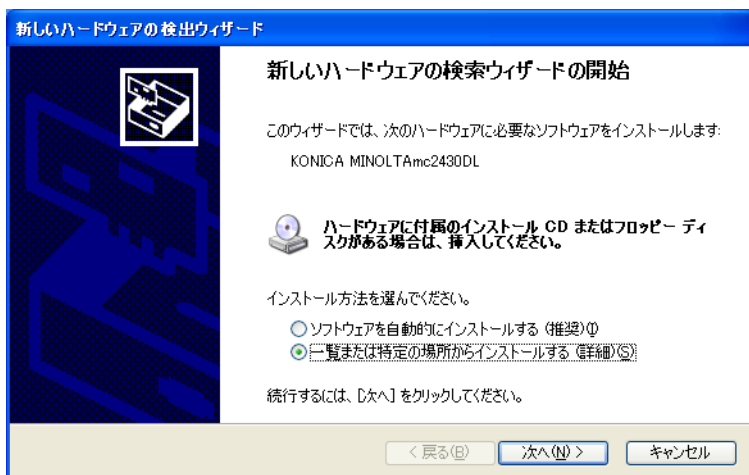 新しいハードウェアの検出ウィザード
新しいハードウェアの検索ウィザードの開始
このウィザードでは、次のハードウェアに必要なソフトウェアをインストールします:
KONICA MINOLTAmc2430DL
ハードウェアに付属のインストール CD またはフロッピー ディ
スクがある場合は、挿入してください。
インストール方法を選んでください。
ソフトウェアを自動的にインストールする (推奨)(I)
一覧または特定の場所からインストールする (詳細)(S)
続行するには、[次へ] をクリックしてください。
< 戻る(B) 次へ(N) > キャンセル